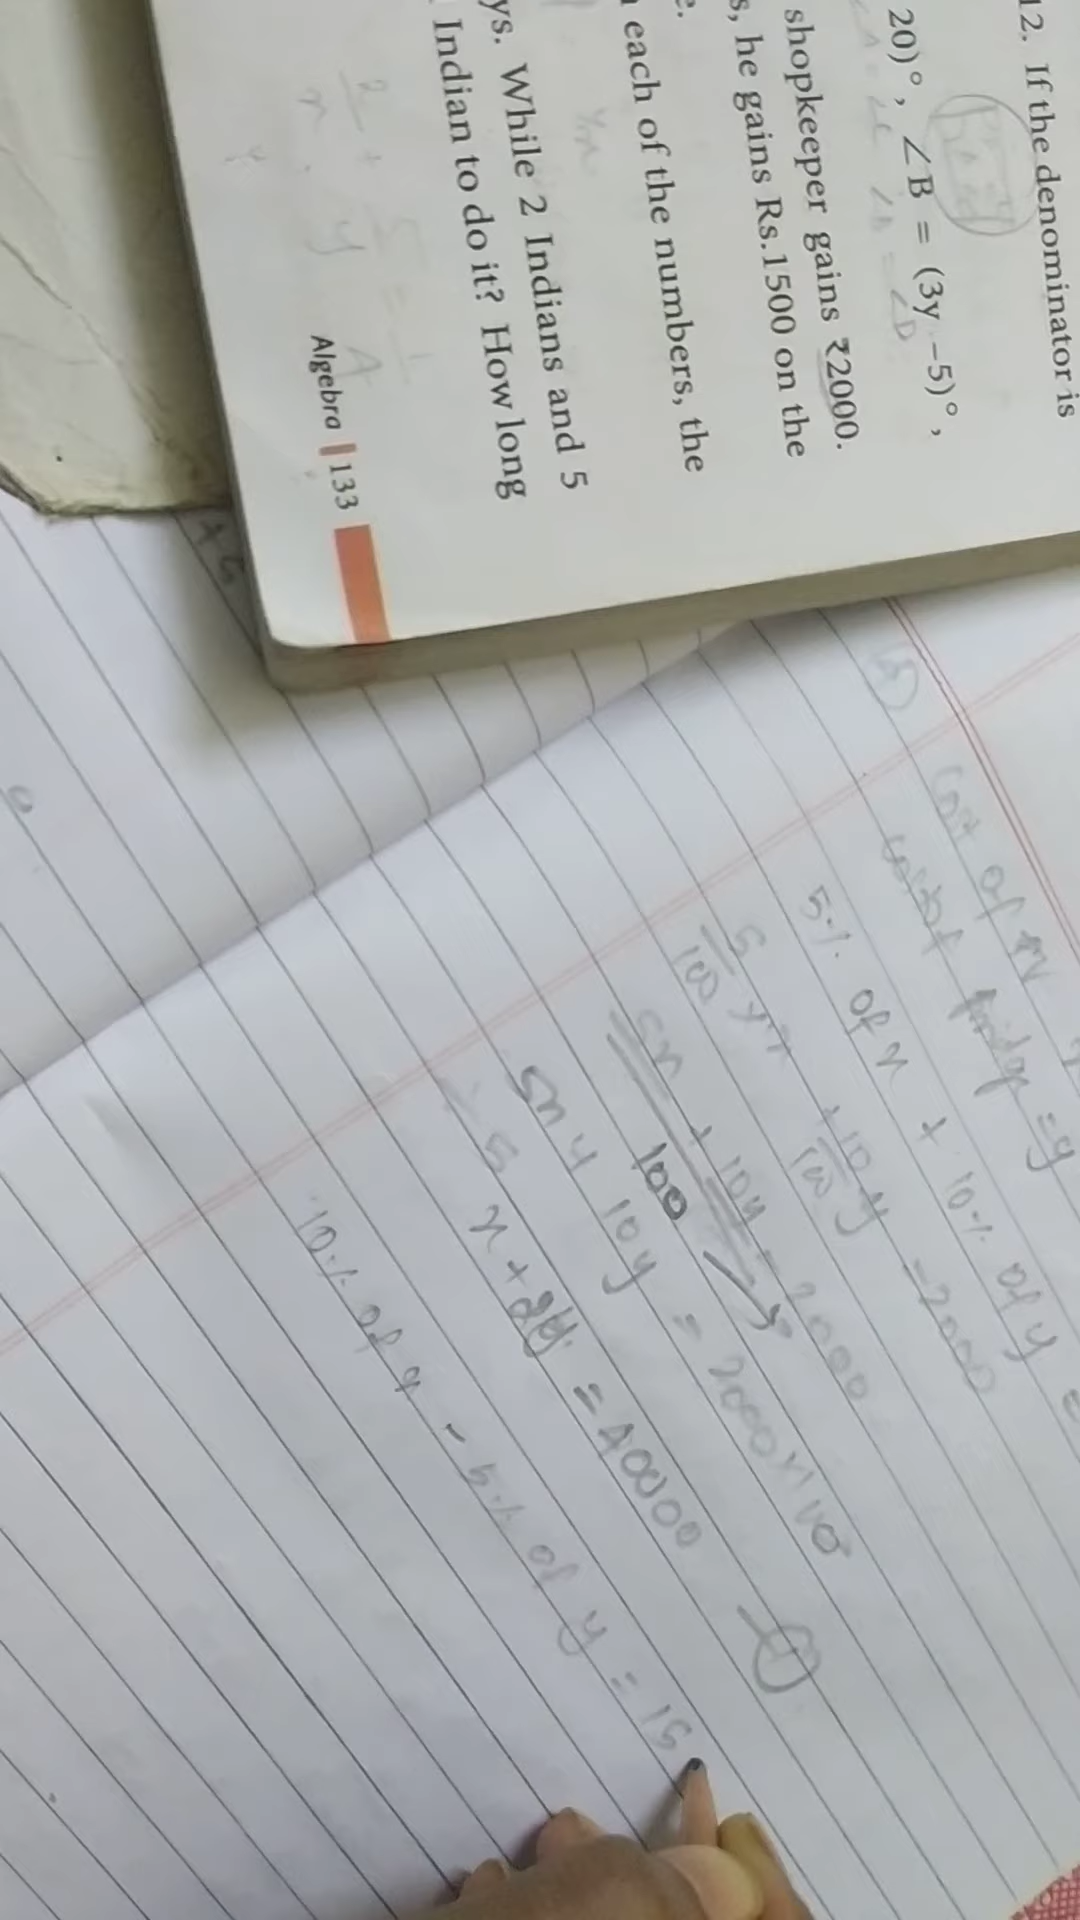 12. If the denominator is
20)°, ∠B = (3y –5)°,
shopkeeper gains ₹2000.
s, he gains Rs.1500 on the
e.
each of the numbers, the
ys. While 2 Indians and 5
Indian to do it? How long
Algebra | 133
Cost of TV
cost of fridge = y
5% of x + 10% of y =
5/100 × x + 10/100 y = 2000
5x + 10y = 2000
100
5x + 10y = 2000×100
x + 2y = 40000 —①
10% of x - 5% of y = 15